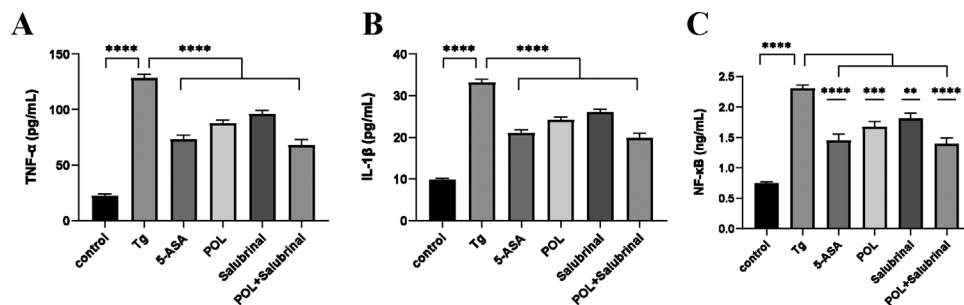 A
TNF-α (pg/mL)
150
100
50
0
****
****
control
Tg
5-ASA
POL
Salubrinal
POL+Salubrinal
B
IL-1β (pg/mL)
40
30
20
10
0
****
****
control
Tg
5-ASA
POL
Salubrinal
POL+Salubrinal
C
NF-κB (ng/mL)
2.5
2.0
1.5
1.0
0.5
0.0
****
****
***
**
****
control
Tg
5-ASA
POL
Salubrinal
POL+Salubrinal